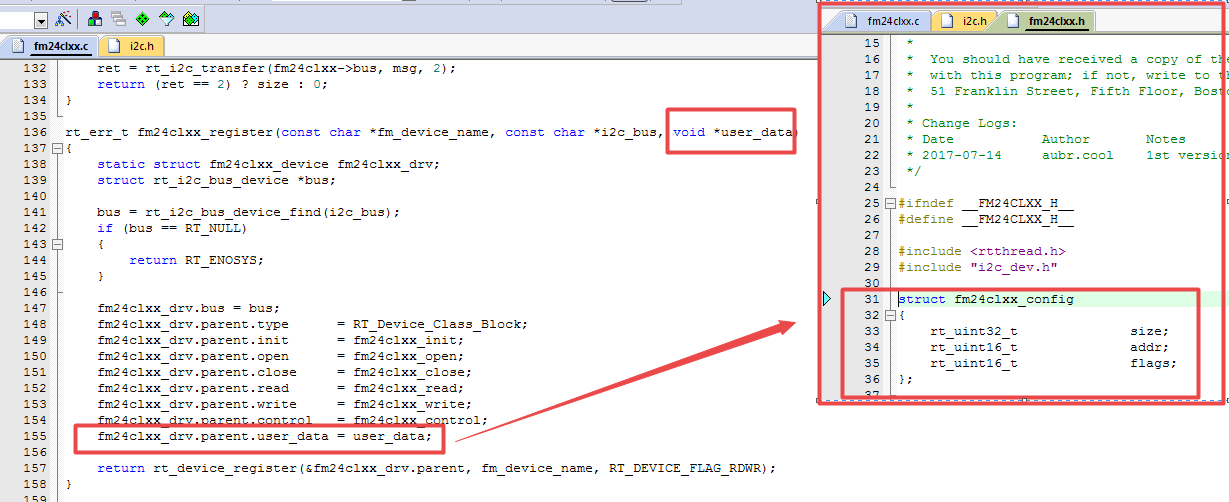 fm24clxx.c i2c.h
132 ret = rt_i2c_transfer(fm24clxx->bus, msg, 2);
133 return (ret == 2) ? size : 0;
134 }
135
136 rt_err_t fm24clxx_register(const char *fm_device_name, const char *i2c_bus, void *user_data)
137 {
138 static struct fm24clxx_device fm24clxx_drv;
139 struct rt_i2c_bus_device *bus;
140
141 bus = rt_i2c_bus_device_find(i2c_bus);
142 if (bus == RT_NULL)
143 {
144 return RT_ENOSYS;
145 }
146
147 fm24clxx_drv.bus = bus;
148 fm24clxx_drv.parent.type = RT_Device_Class_Block;
149 fm24clxx_drv.parent.init = fm24clxx_init;
150 fm24clxx_drv.parent.open = fm24clxx_open;
151 fm24clxx_drv.parent.close = fm24clxx_close;
152 fm24clxx_drv.parent.read = fm24clxx_read;
153 fm24clxx_drv.parent.write = fm24clxx_write;
154 fm24clxx_drv.parent.control = fm24clxx_control;
155 fm24clxx_drv.parent.user_data = user_data;
156
157 return rt_device_register(&fm24clxx_drv.parent, fm_device_name, RT_DEVICE_FLAG_RDWR);
158 }
159
fm24clxx.c i2c.h fm24clxx.h
15 *
16 * You should have received a copy of the
17 * with this program; if not, write to
18 * 51 Franklin Street, Fifth Floor,
19 *
20 * Change Logs:
21 * Date Author Notes
22 * 2017-07-14 aubr.cool 1st version
23 */
24
25 #ifndef __FM24CLXX_H__
26 #define __FM24CLXX_H__
27
28 #include <rtthread.h>
29 #include "i2c_dev.h"
30
31 struct fm24clxx_config
32 {
33 rt_uint32_t size;
34 rt_uint16_t addr;
35 rt_uint16_t flags;
36 };
37